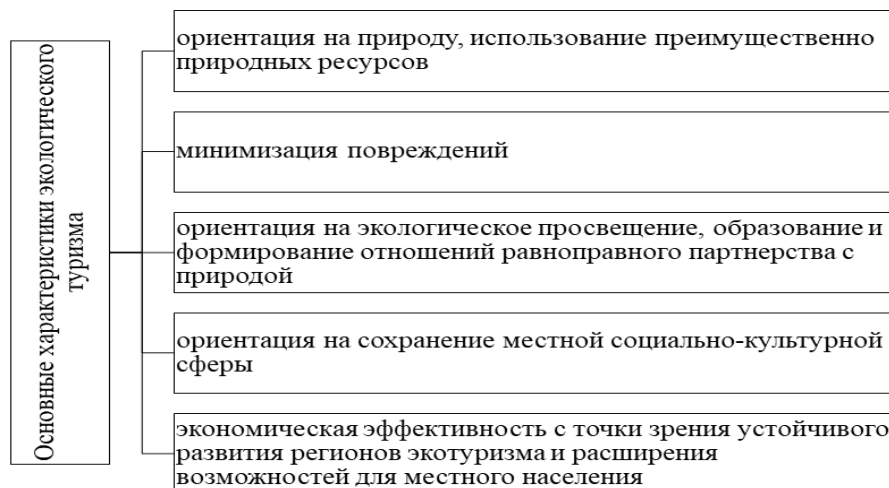 Основные характеристики экологического
туризма
ориентация на природу, использование преимущественно
природных ресурсов
минимизация повреждений
ориентация на экологическое просвещение, образование и
формирование отношений равноправного партнерства с
природой
ориентация на сохранение местной социально-культурной
сферы
экономическая эффективность с точки зрения устойчивого
развития регионов экотуризма и расширения
возможностей для местного населения